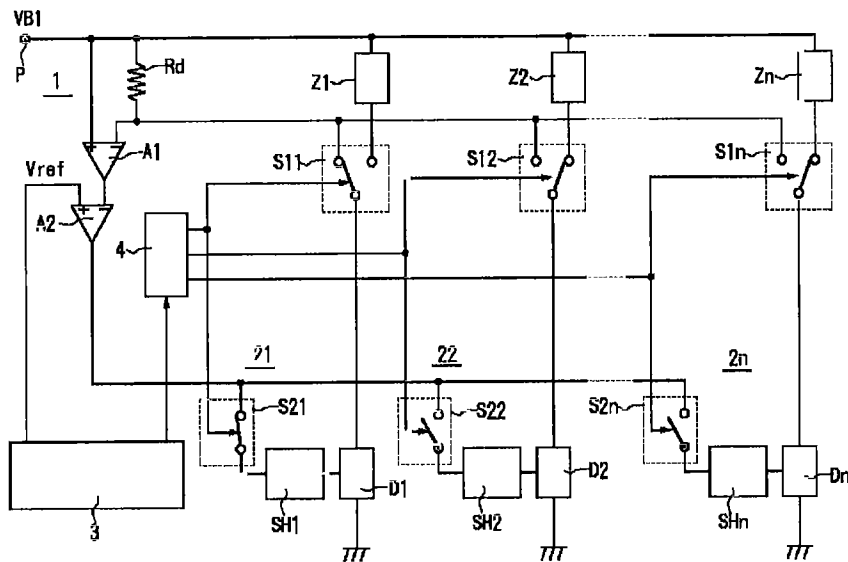 VB1
P
1
Rd
Z1
Z2
Zn
+
−
A1
S11
S12
S1n
Vref
+
−
A2
4
21
22
2n
S21
S22
S2n
3
SH1
D1
SH2
D2
SHn
Dn